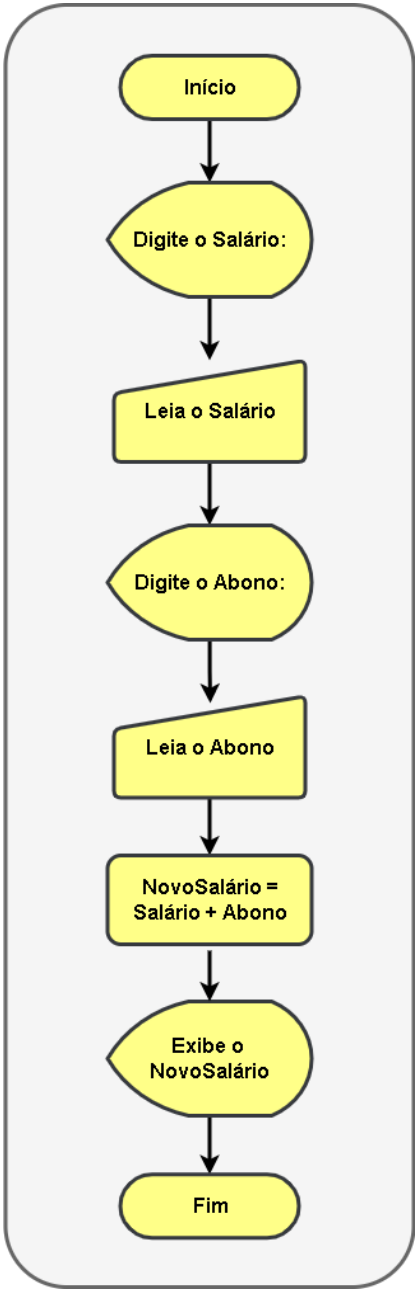 Início
Digite o Salário:
Leia o Salário
Digite o Abono:
Leia o Abono
NovoSalário =
Salário + Abono
Exibe o
NovoSalário
Fim